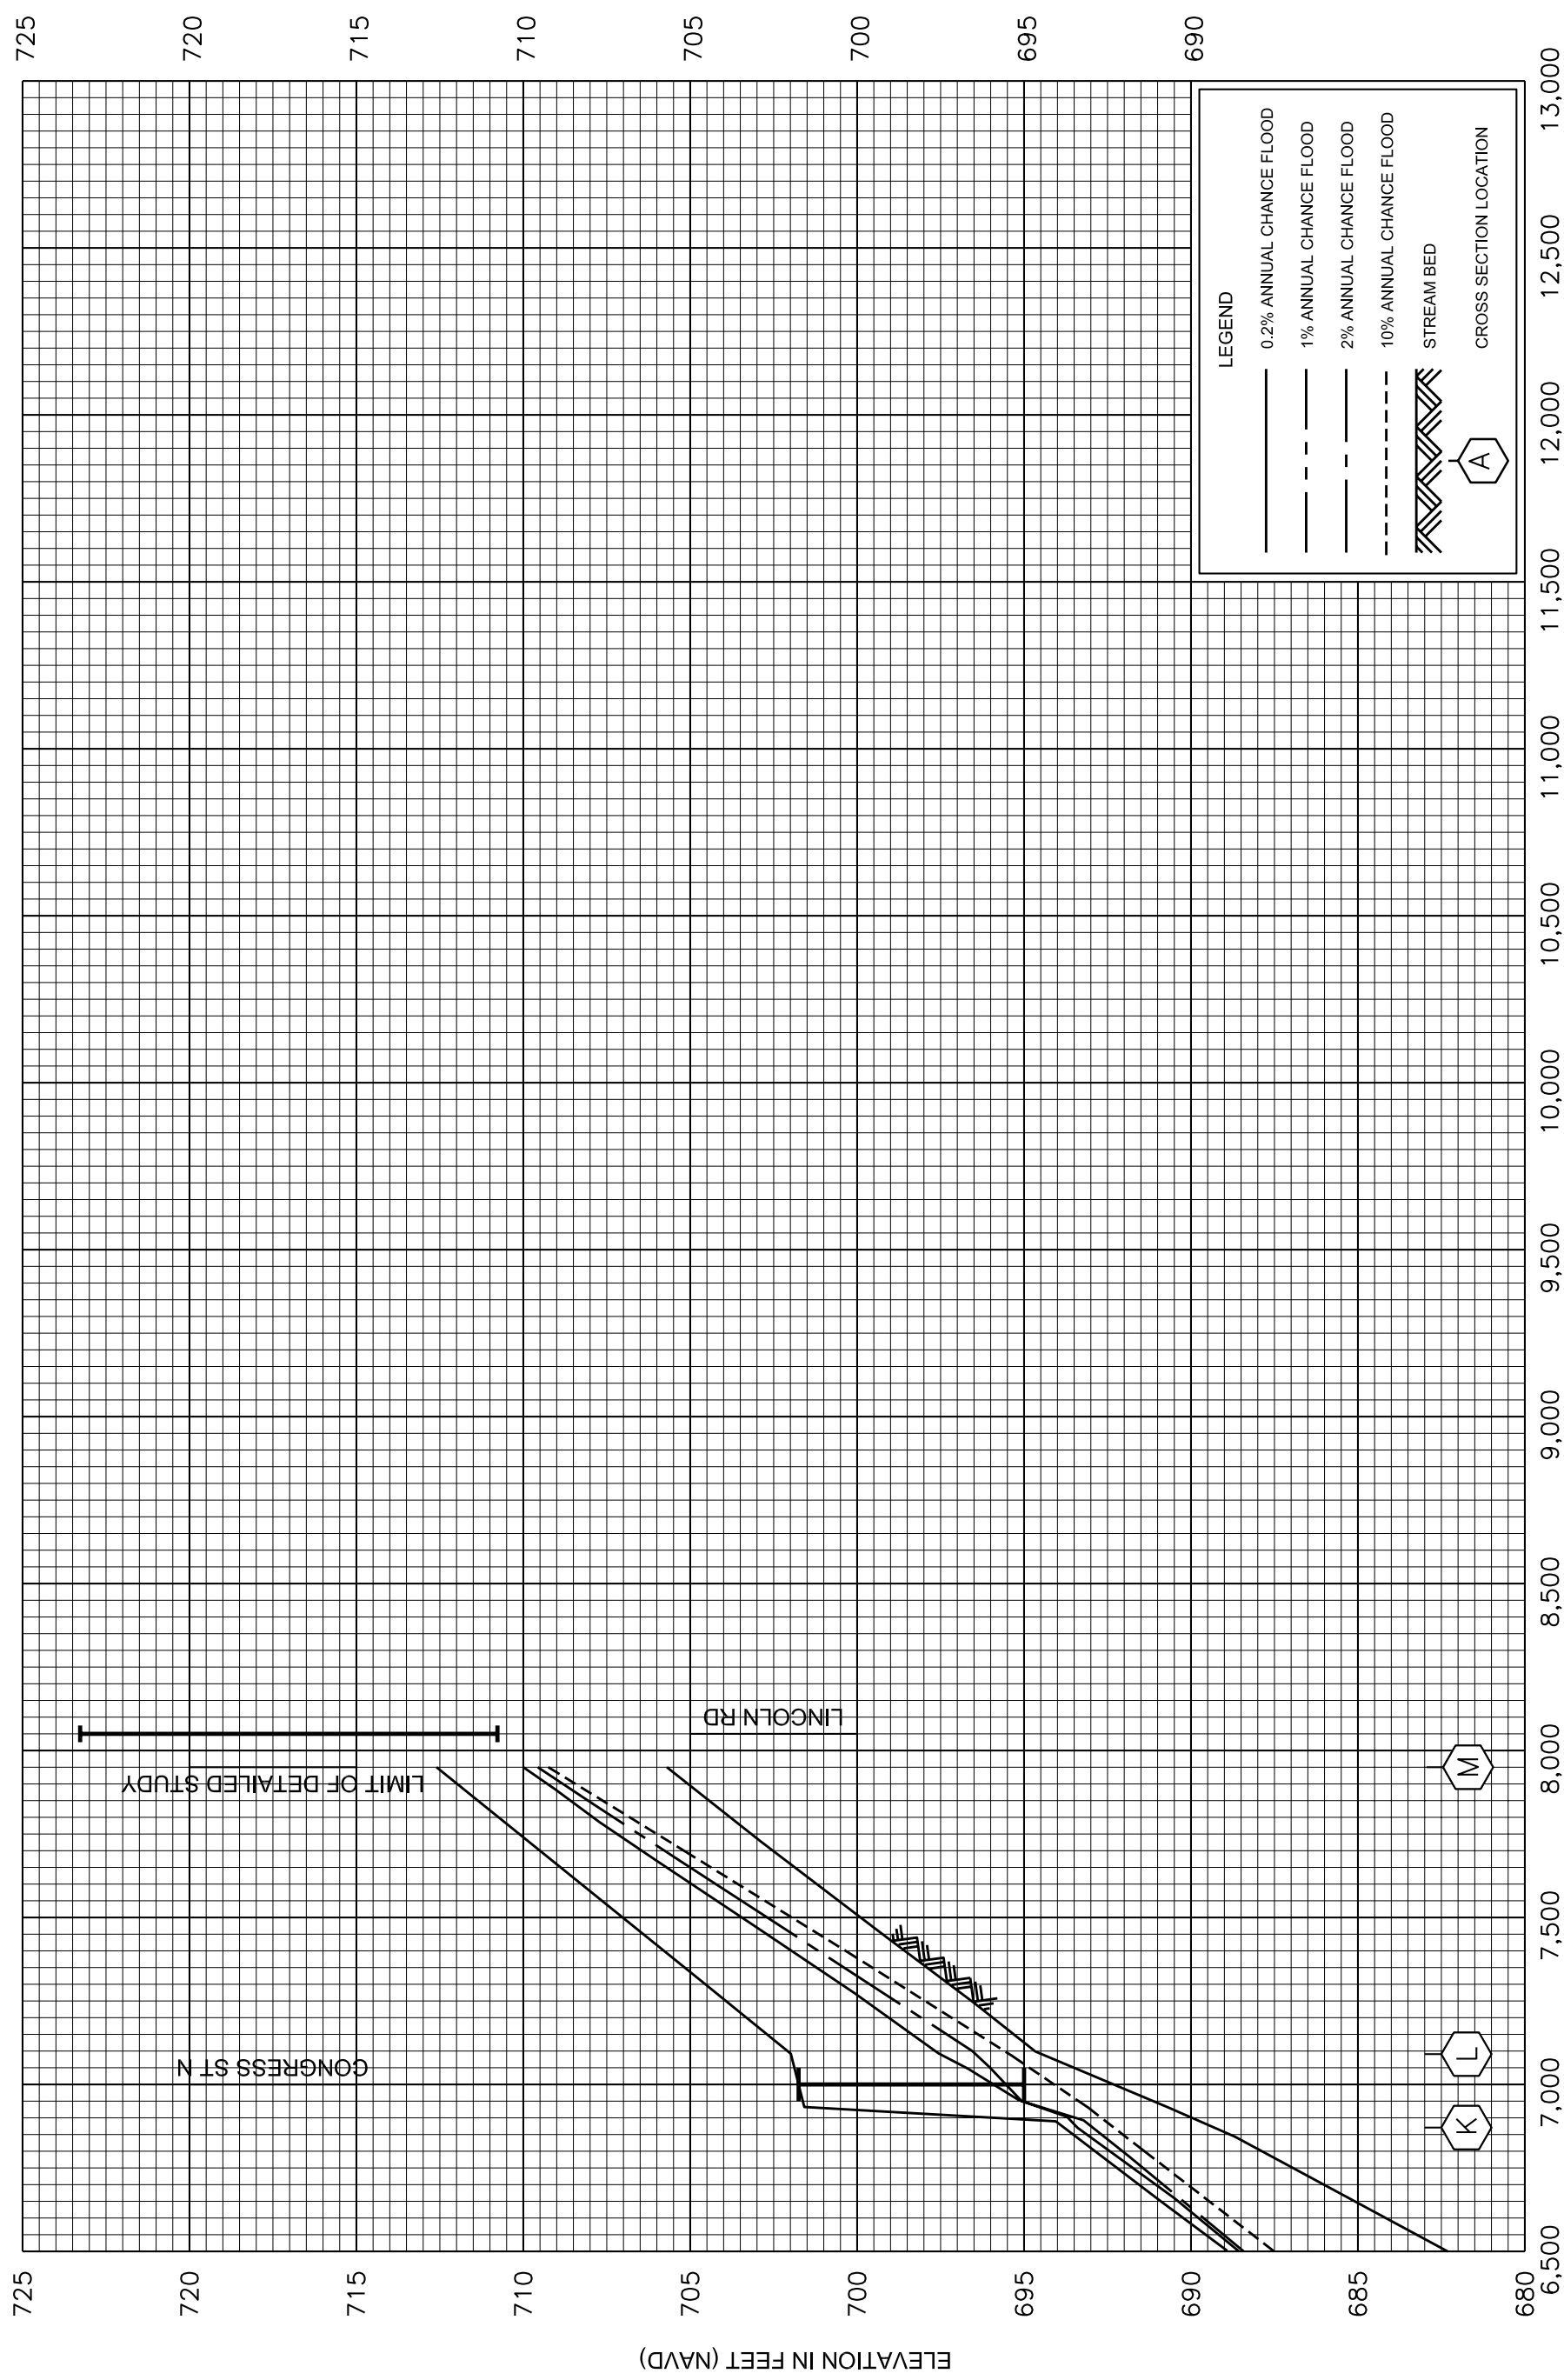 725
720
715
710
705
700
695
690
685
680
ELEVATION IN FEET (NAVD)
725
720
715
710
705
700
695
690
6,500
7,000
7,500
8,000
8,500
9,000
9,500
10,000
10,500
11,000
11,500
12,000
12,500
13,000
CONGRESS ST N
LIMIT OF DETAILED STUDY
LINCOLN RD
K
L
M
LEGEND
0.2% ANNUAL CHANCE FLOOD
1% ANNUAL CHANCE FLOOD
2% ANNUAL CHANCE FLOOD
10% ANNUAL CHANCE FLOOD
STREAM BED
A
CROSS SECTION LOCATION